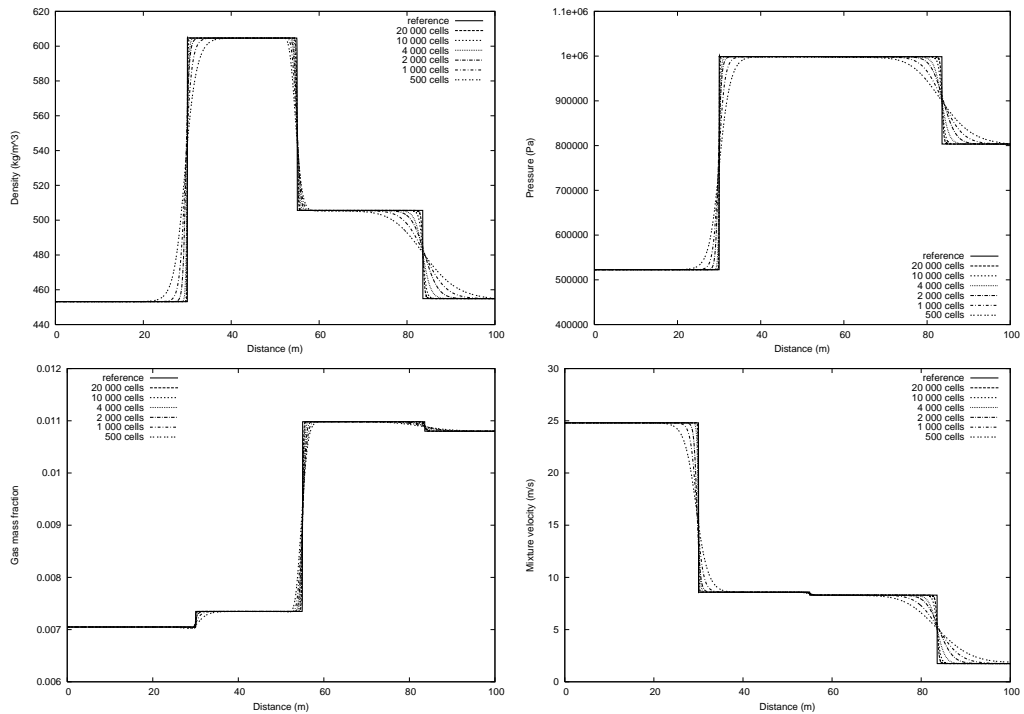 620
600
580
560
540
520
500
480
460
440
0
20
40
60
80
100
Density (kg/m^3)
Distance (m)
reference
20 000 cells
10 000 cells
4 000 cells
2 000 cells
1 000 cells
500 cells
1.1e+06
1e+06
900000
800000
700000
600000
500000
400000
0
20
40
60
80
100
Pressure (Pa)
Distance (m)
reference
20 000 cells
10 000 cells
4 000 cells
2 000 cells
1 000 cells
500 cells
0.012
0.011
0.01
0.009
0.008
0.007
0.006
0
20
40
60
80
100
Gas mass fraction
Distance (m)
reference
20 000 cells
10 000 cells
4 000 cells
2 000 cells
1 000 cells
500 cells
30
25
20
15
10
5
0
0
20
40
60
80
100
Mixture velocity (m/s)
Distance (m)
reference
20 000 cells
10 000 cells
4 000 cells
2 000 cells
1 000 cells
500 cells